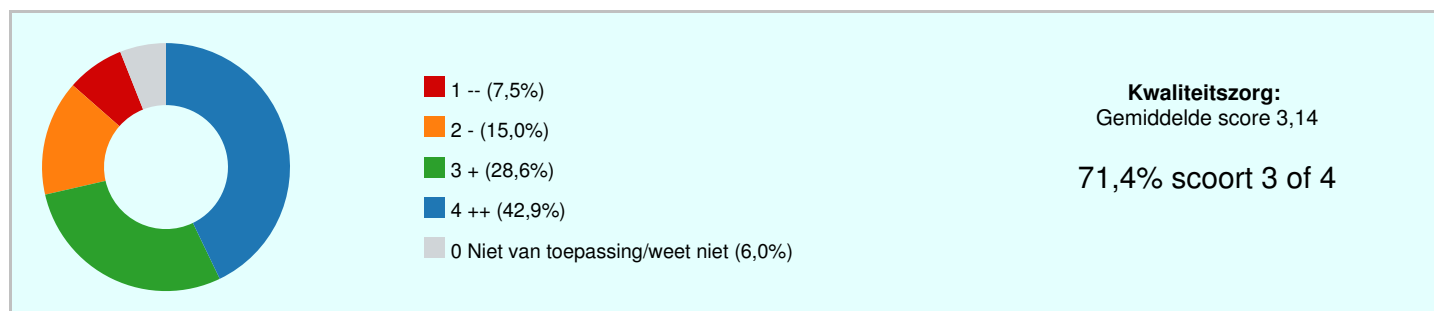 1 -- (7,5%)
2 - (15,0%)
3 + (28,6%)
4 ++ (42,9%)
0 Niet van toepassing/weet niet (6,0%)
Kwaliteitszorg:
Gemiddelde score 3,14
71,4% scoort 3 of 4